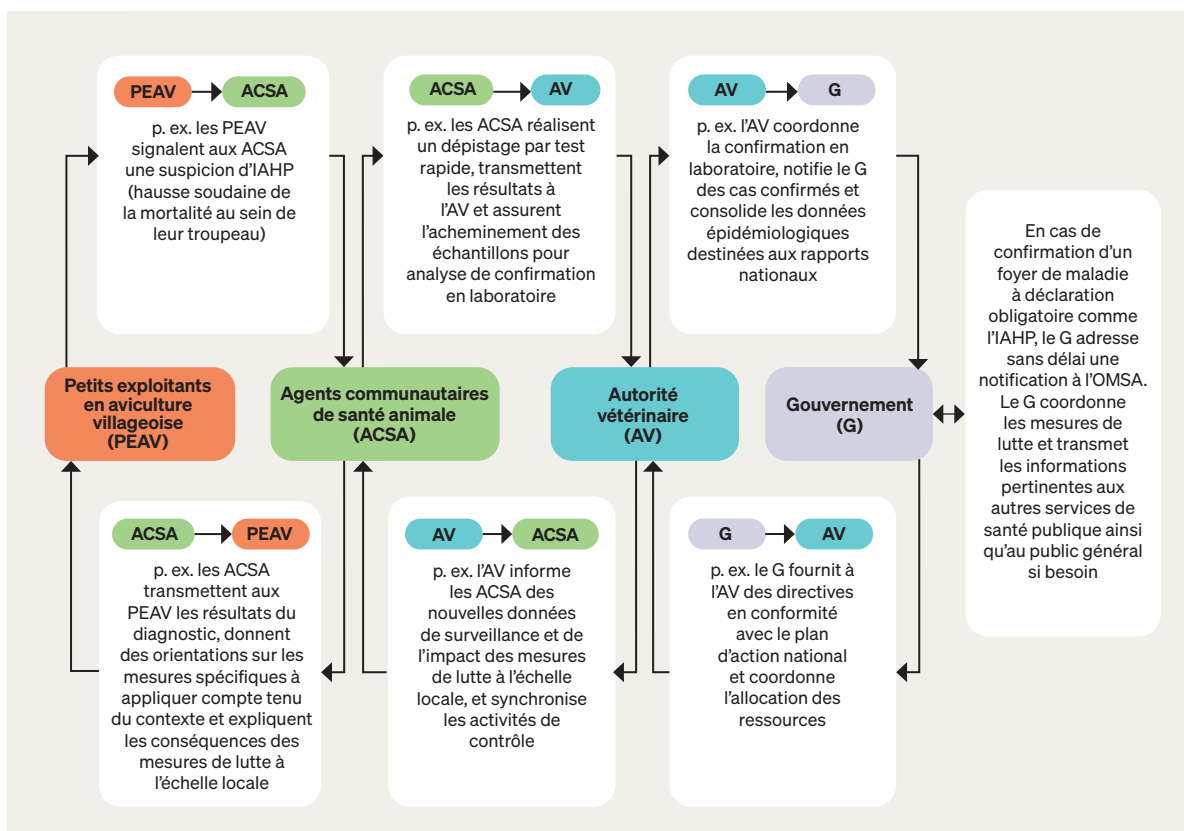 PEAV
ACSA
p. ex. les PEAV
signalent aux ACSA
une suspicion d'IAHP
(hausse soudaine de
la mortalité au sein de
leur troupeau)
ACSA
AV
p. ex. les ACSA réalisent
un dépistage par test
rapide, transmettent
les résultats à
l'AV et assurent
l'acheminement des
échantillons pour
analyse de confirmation
en laboratoire
AV
G
p. ex. l'AV coordonne
la confirmation en
laboratoire, notifie le G
des cas confirmés et
consolide les données
épidémiologiques
destinées aux rapports
nationaux
Petits exploitants
en aviculture
villageoise
(PEAV)
Agents communautaires
de santé animale
(ACSA)
Autorité
vétérinaire
(AV)
Gouvernement
(G)
En cas de
confirmation d'un
foyer de maladie
à déclaration
obligatoire comme
l'IAHP, le G adresse
sans délai une
notification à l'OMSA.
Le G coordonne
les mesures de
lutte et transmet
les informations
pertinentes aux
autres services de
santé publique ainsi
qu'au public général
si besoin
ACSA
PEAV
p. ex. les ACSA
transmettent aux
PEAV les résultats du
diagnostic, donnent
des orientations sur les
mesures spécifiques à
appliquer compte tenu
du contexte et expliquent
les conséquences des
mesures de lutte à
l'échelle locale
AV
ACSA
p. ex. l'AV informe
les ACSA des
nouvelles données
de surveillance et de
l'impact des mesures
de lutte à l'échelle
locale, et synchronise
les activités de
contrôle
G
AV
p. ex. le G fournit à
l'AV des directives
en conformité
avec le plan
d'action national
et coordonne
l'allocation des
ressources